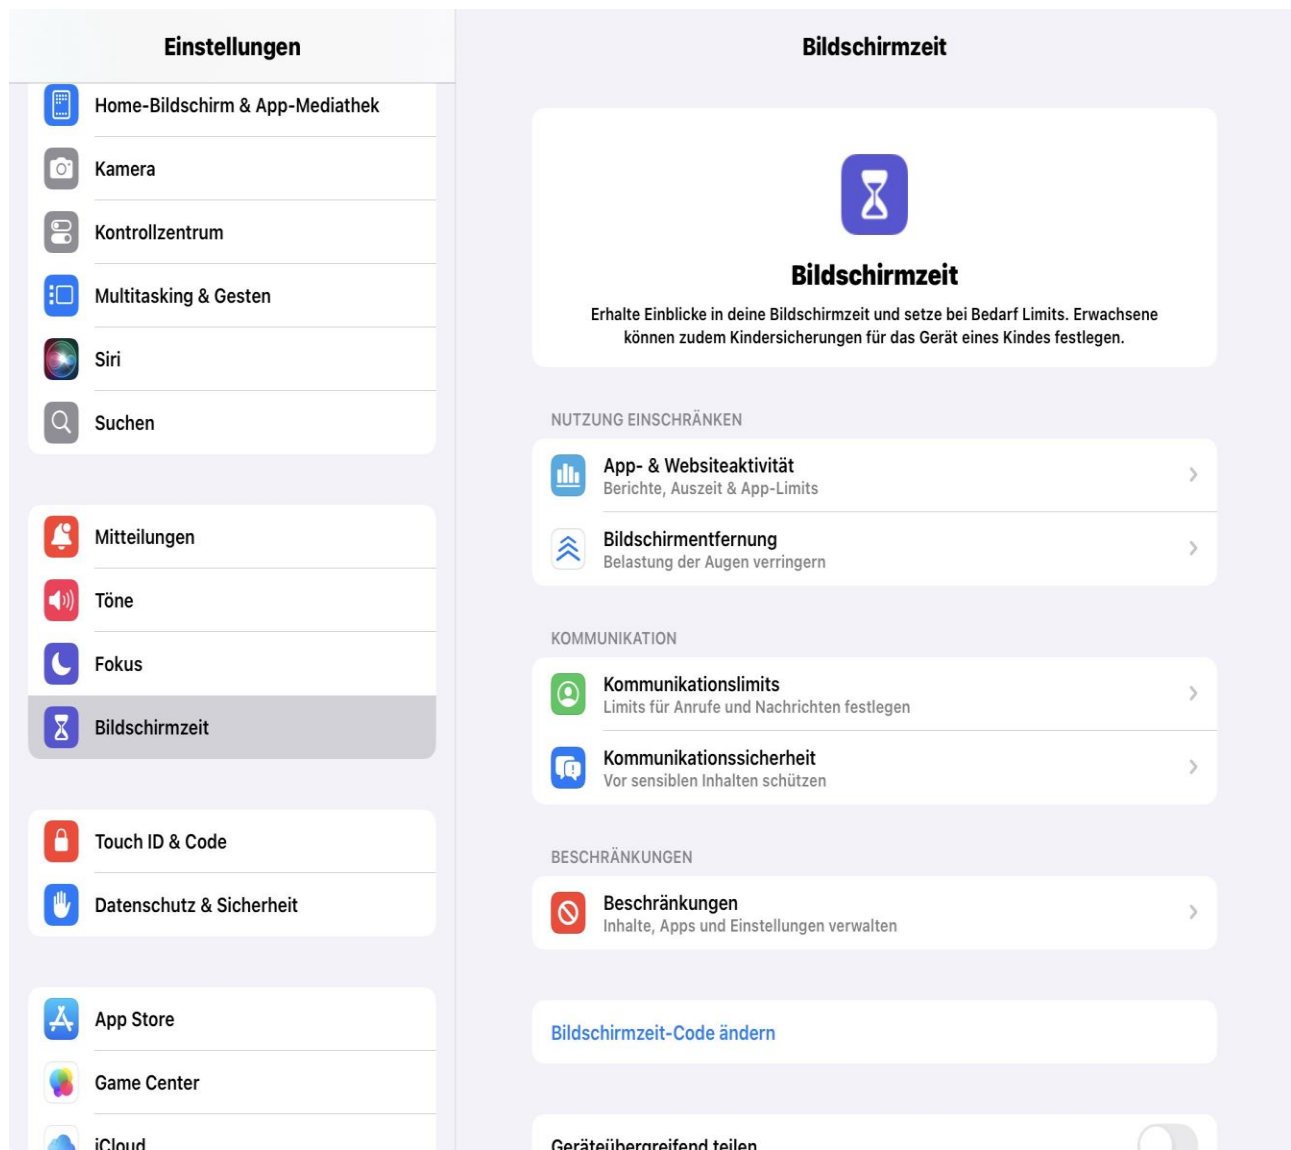 Einstellungen
Home-Bildschirm & App-Mediathek
Kamera
Kontrollzentrum
Multitasking & Gesten
Siri
Suchen
Mitteilungen
Töne
Fokus
Bildschirmzeit
Touch ID & Code
Datenschutz & Sicherheit
App Store
Game Center
iCloud
Bildschirmzeit
Bildschirmzeit
Erhalte Einblicke in deine Bildschirmzeit und setze bei Bedarf Limits. Erwachsene
können zudem Kindersicherungen für das Gerät eines Kindes festlegen.
NUTZUNG EINSCHRÄNKEN
App- & Websiteaktivität
Berichte, Auszeit & App-Limits
Bildschirmentfernung
Belastung der Augen verringern
KOMMUNIKATION
Kommunikationslimits
Limits für Anrufe und Nachrichten festlegen
Kommunikationssicherheit
Vor sensiblen Inhalten schützen
BESCHRÄNKUNGEN
Beschränkungen
Inhalte, Apps und Einstellungen verwalten
Bildschirmzeit-Code ändern
Geräteübergreifend teilen